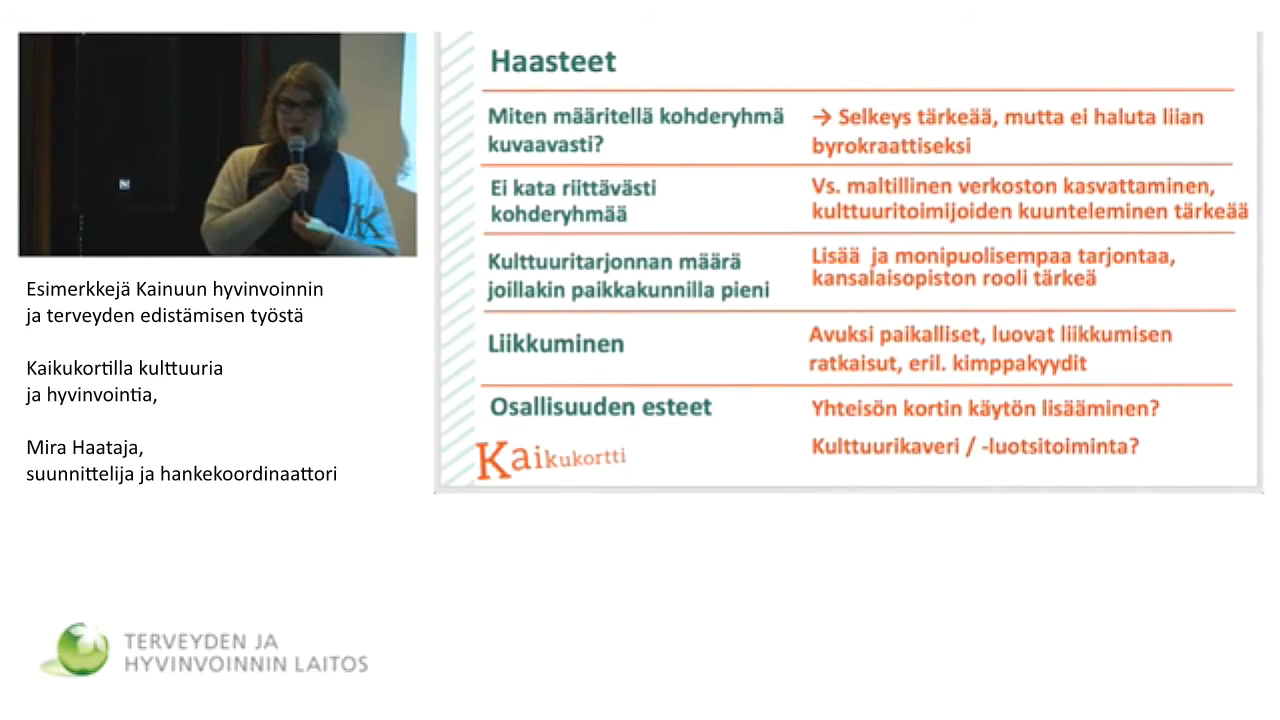 K
Esimerkkejä Kainuun hyvinvoinnin
ja terveyden edistämisen työstä
Kaikukortilla kulttuuria
ja hyvinvointia,
Mira Haataja,
suunnittelija ja hankekoordinaattori
Haasteet
Miten määritellä kohderyhmä
kuvaavasti?
→ Selkeys tärkeää, mutta ei haluta liian
byrokraattiseksi
Ei kata riittävästi
kohderyhmää
Vs. maltillinen verkoston kasvattaminen,
kulttuuritoimijoiden kuunteleminen tärkeää
Kulttuuritarjonnan määrä
joillakin paikkakunnilla pieni
Lisää ja monipuolisempaa tarjontaa,
kansalaisopiston rooli tärkeä
Liikkuminen
Avuksi paikalliset, luovat liikkumisen
ratkaisut, eril. kimppakyydit
Osallisuuden esteet
Yhteisön kortin käytön lisääminen?
Kulttuurikaveri / -luotsitoiminta?
Kaikukortti
TERVEYDEN JA
HYVINVOINNIN LAITOS